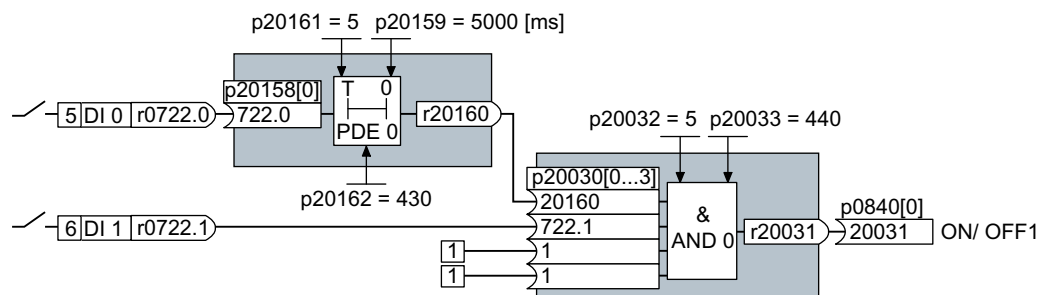 p20161 = 5 p20159 = 5000 [ms]
p20158[0] T 0
5 DI 0 r0722.0 722.0 r20160
PDE 0
p20032 = 5 p20033 = 440
p20162 = 430
p20030[0...3]
20160
6 DI 1 r0722.1 722.1 & p0840[0]
AND 0 r20031 20031 ON/ OFF1
1 1
1 1